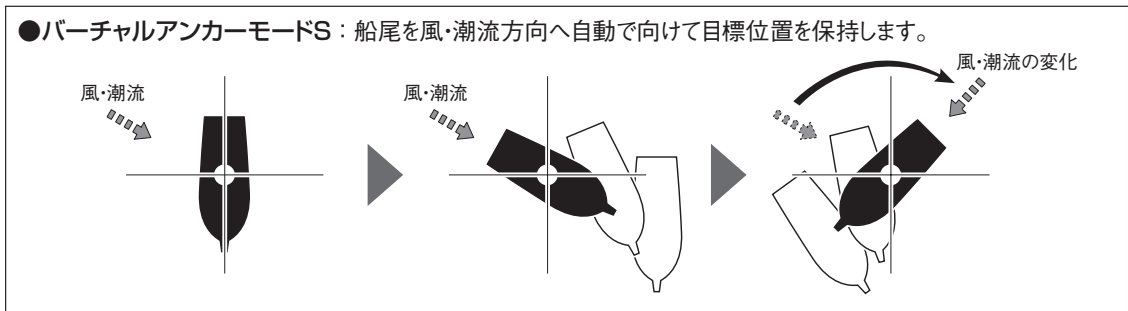 ●バーチャルアンカーモードS：船尾を風・潮流方向へ自動で向けて目標位置を保持します。
風・潮流
風・潮流
風・潮流の変化